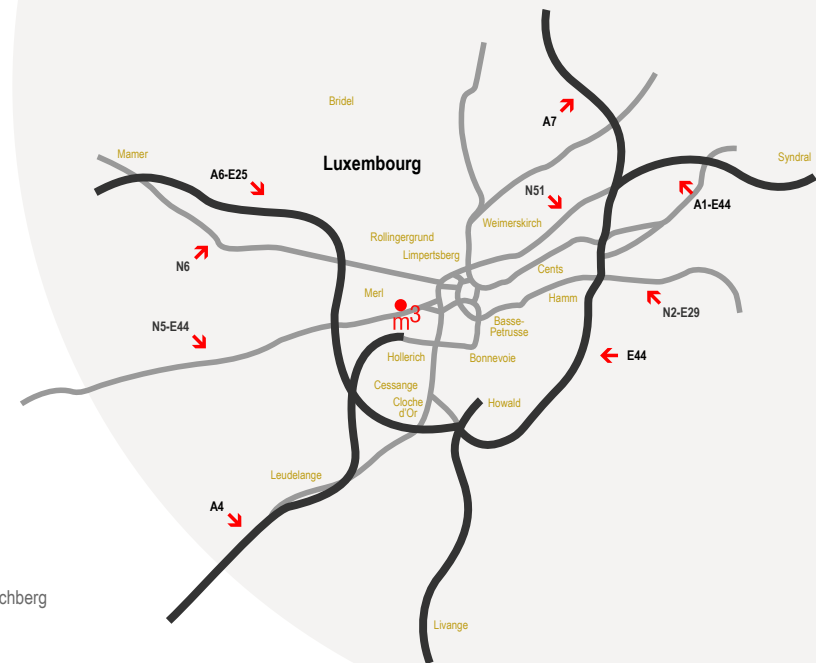 Bridel
A7
Mamer
Syndral
Luxembourg
A6-E25
N51
A1-E44
Weimerskirch
Rollingergrund
Limpertsberg
N6
Cents
Merl
Hamm
m3
N2-E29
N5-E44
Basse-
Petrusse
Hollerich
Bonnevoie
E44
Cessange
Cloche
d'Or
Howald
Leudelange
A4
chberg
Livange